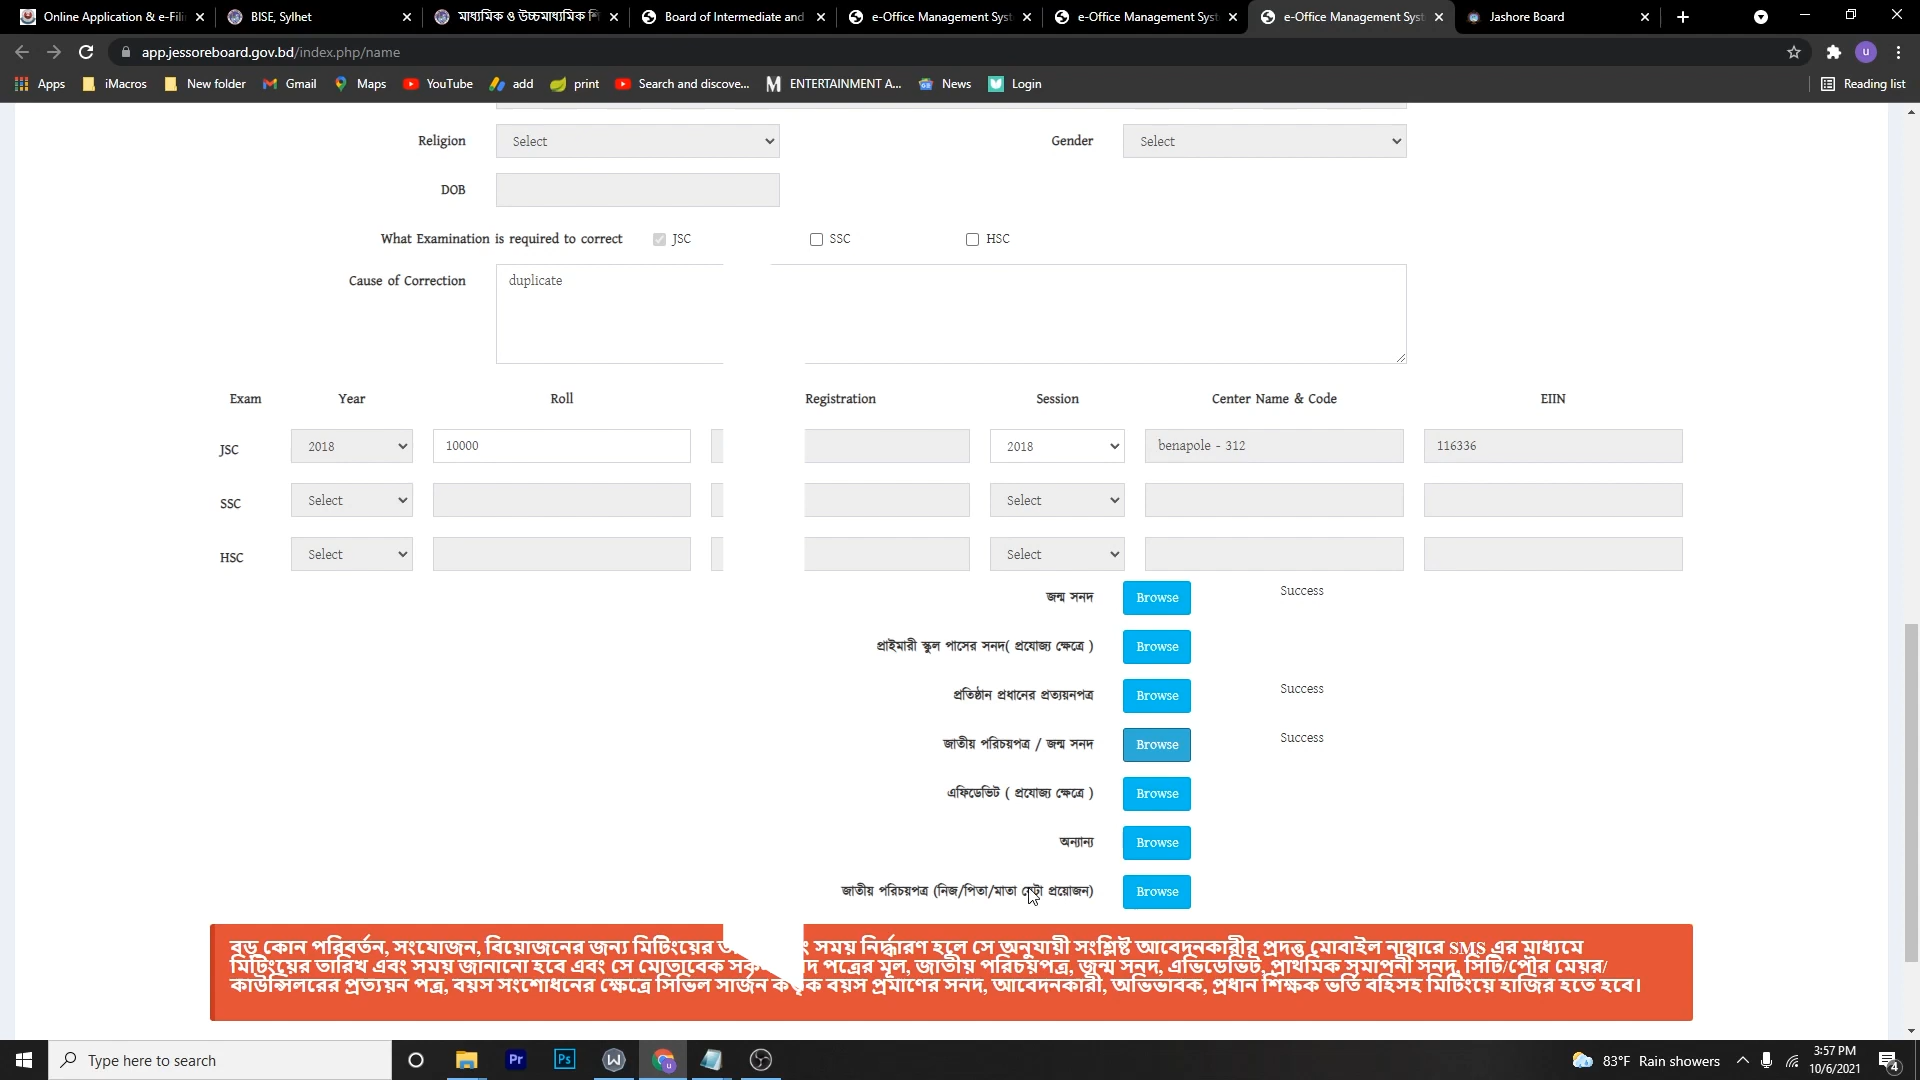 Online Application & e-Fili
BISE, Sylhet
মাধ্যমিক ও উচ্চমাধ্যমিক শি
Board of Intermediate and
e-Office Management Syst
e-Office Management Syst
e-Office Management Syst
Jashore Board
app.jessoreboard.gov.bd/index.php/name
u
Apps
iMacros
New folder
Gmail
Maps
YouTube
add
print
Search and discove...
ENTERTAINMENT A...
News
Login
Reading list
Religion Select Gender Select
DOB
What Examination is required to correct JSC SSC HSC
Cause of Correction duplicate
Exam Year Roll Registration Session Center Name & Code EIIN
JSC 2018 10000 2018 benapole - 312 116336
SSC Select Select
HSC Select Select
জন্ম সনদ Browse Success
প্রাইমারী স্কুল পাসের সনদ( প্রযোজ্য ক্ষেত্রে ) Browse
প্রতিষ্ঠান প্রধানের প্রত্যয়নপত্র Browse Success
জাতীয় পরিচয়পত্র / জন্ম সনদ Browse Success
এফিডেভিট ( প্রযোজ্য ক্ষেত্রে ) Browse
অন্যান্য Browse
জাতীয় পরিচয়পত্র (নিজ/পিতা/মাতা প্রয়োজন) Browse
বড় কোন পরিবর্তন, সংযোজন, বিয়োজনের জন্য মিটিংয়ের সময় নির্দ্ধারণ হলে সে অনুযায়ী সংশ্লিষ্ট আবেদনকারীর প্রদত্ত মোবাইল নাম্বারে SMS এর মাধ্যমে
মিটিংয়ের তারিখ এবং সময় জানানো হবে এবং সে মোতাবেক পত্রের মূল, জাতীয় পরিচয়পত্র, জন্ম সনদ, এভিডেভিট, প্রাথমিক সমাপনী সনদ, সিটি/পৌর মেয়র/
কাউন্সিলরের প্রত্যয়ন পত্র, বয়স সংশোধনের ক্ষেত্রে সিভিল সার্জন কর্তৃক বয়স প্রমাণের সনদ, আবেদনকারী, অভিভাবক, প্রধান শিক্ষক ভর্তি বহিসহ মিটিংয়ে হাজির হতে হবে।
Type here to search
Pr
Ps
83°F Rain showers
3:57 PM
10/6/2021
4